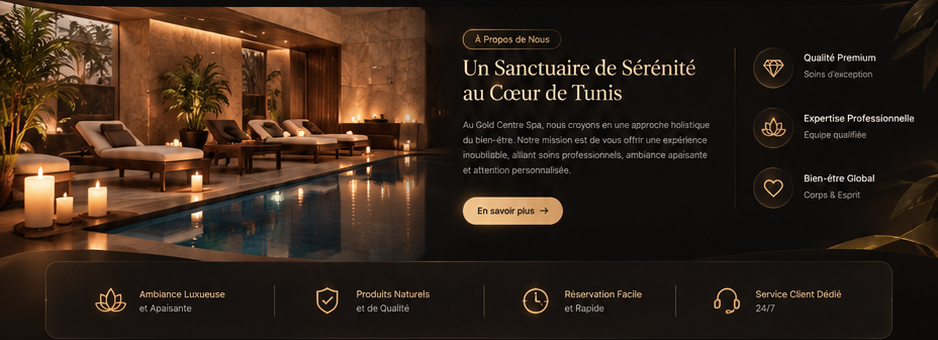 À Propos de Nous
Un Sanctuaire de Sérénité
au Cœur de Tunis
Au Gold Centre Spa, nous croyons en une approche holistique
du bien-être. Notre mission est de vous offrir une expérience
inoubliable, alliant soins professionnels, ambiance apaisante
et attention personnalisée.
En savoir plus →
Qualité Premium
Soins d'exception
Expertise Professionnelle
Équipe qualifiée
Bien-être Global
Corps & Esprit
Ambiance Luxueuse
et Apaisante
Produits Naturels
et de Qualité
Réservation Facile
et Rapide
Service Client Dédié
24/7